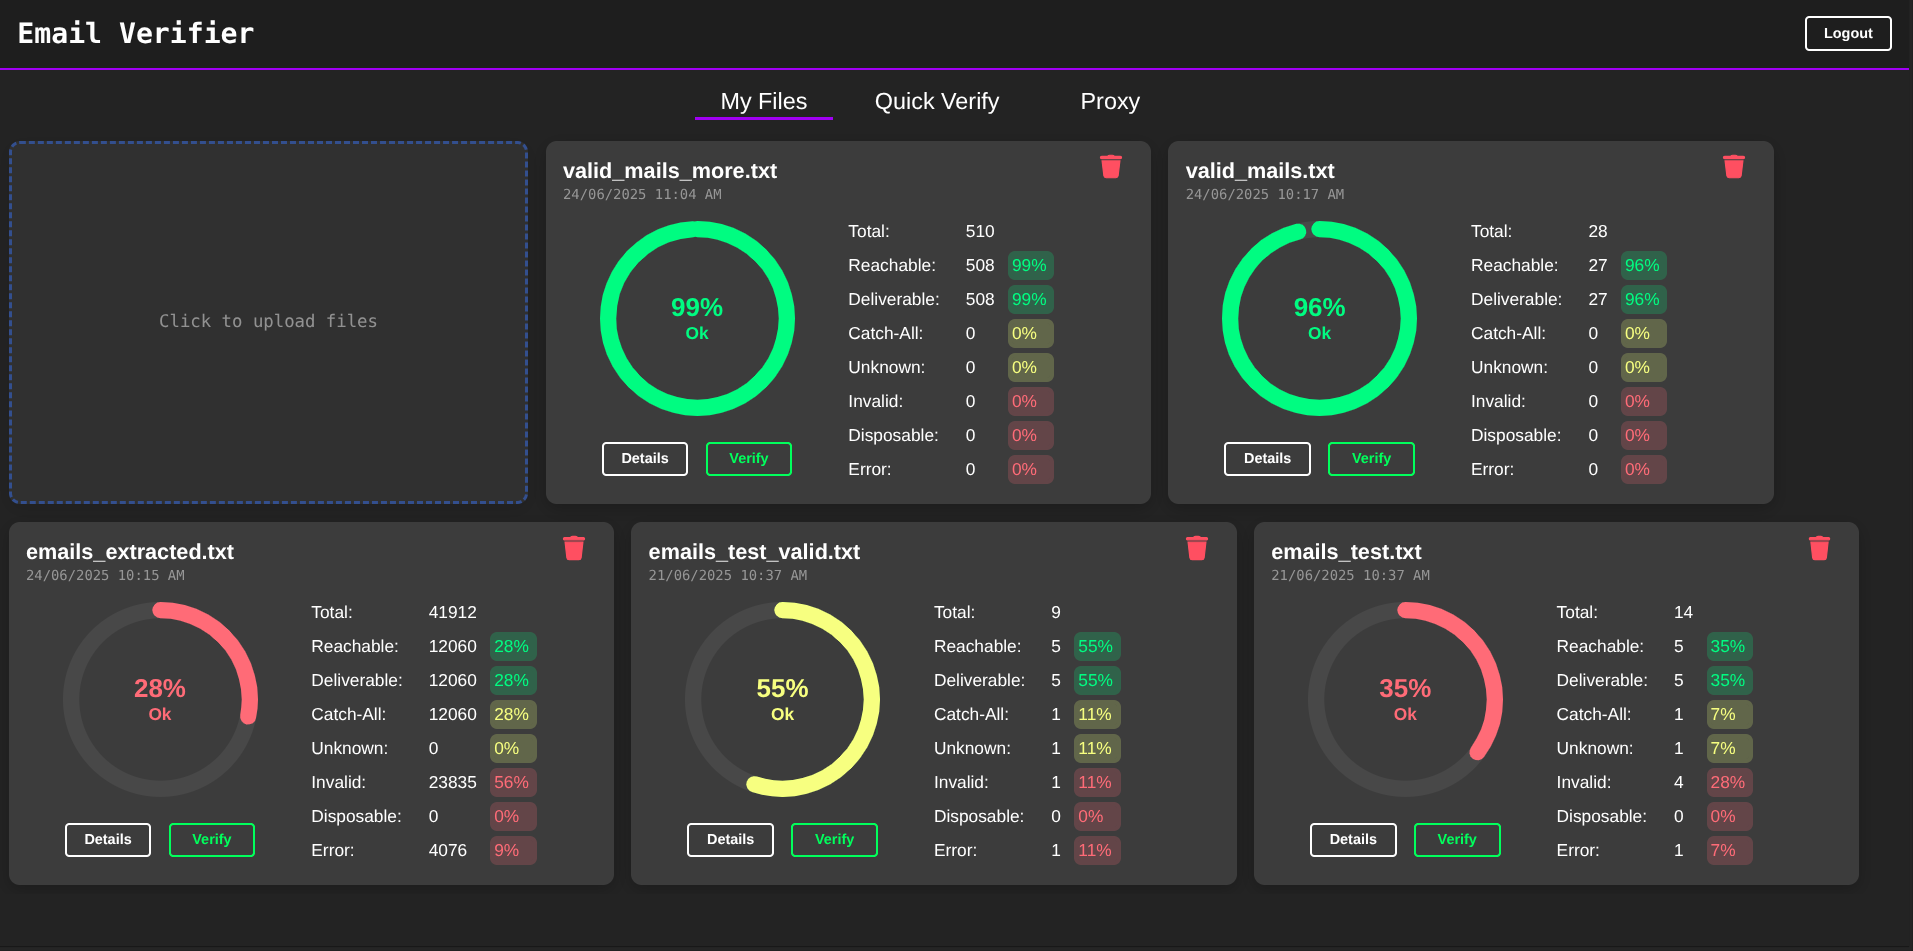 Email Verifier
Logout
My Files Quick Verify Proxy
Click to upload files
valid_mails_more.txt
24/06/2025 11:04 AM
99%
Ok
Details Verify
Total: 510
Reachable: 508 99%
Deliverable: 508 99%
Catch-All: 0 0%
Unknown: 0 0%
Invalid: 0 0%
Disposable: 0 0%
Error: 0 0%
valid_mails.txt
24/06/2025 10:17 AM
96%
Ok
Details Verify
Total: 28
Reachable: 27 96%
Deliverable: 27 96%
Catch-All: 0 0%
Unknown: 0 0%
Invalid: 0 0%
Disposable: 0 0%
Error: 0 0%
emails_extracted.txt
24/06/2025 10:15 AM
28%
Ok
Details Verify
Total: 41912
Reachable: 12060 28%
Deliverable: 12060 28%
Catch-All: 12060 28%
Unknown: 0 0%
Invalid: 23835 56%
Disposable: 0 0%
Error: 4076 9%
emails_test_valid.txt
21/06/2025 10:37 AM
55%
Ok
Details Verify
Total: 9
Reachable: 5 55%
Deliverable: 5 55%
Catch-All: 1 11%
Unknown: 1 11%
Invalid: 1 11%
Disposable: 0 0%
Error: 1 11%
emails_test.txt
21/06/2025 10:37 AM
35%
Ok
Details Verify
Total: 14
Reachable: 5 35%
Deliverable: 5 35%
Catch-All: 1 7%
Unknown: 1 7%
Invalid: 4 28%
Disposable: 0 0%
Error: 1 7%